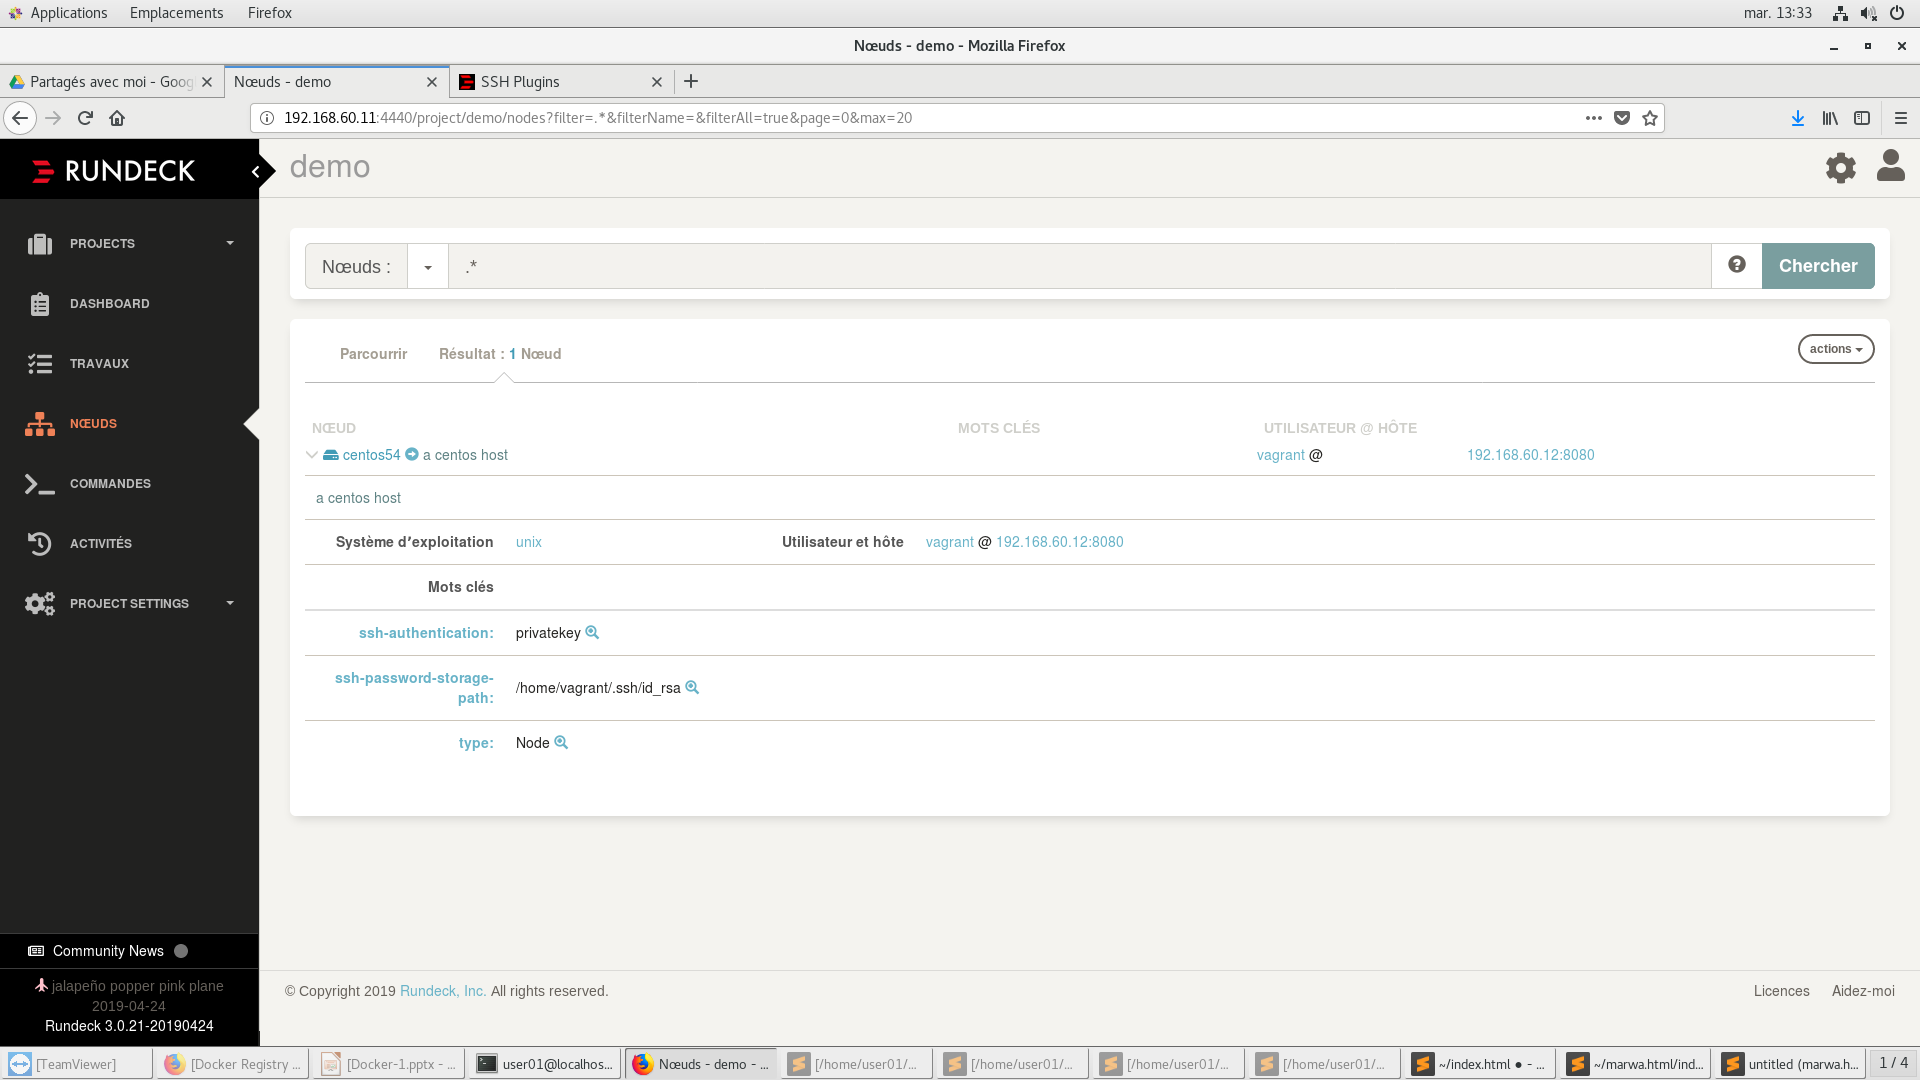 Applications Emplacements Firefox mar. 13:33
Nœuds - demo - Mozilla Firefox
Partagés avec moi - Goog Nœuds - demo SSH Plugins
192.168.60.11:4440/project/demo/nodes?filter=.*&filterName=&filterAll=true&page=0&max=20
RUNDECK
demo
PROJECTS
DASHBOARD
TRAVAUX
NŒUDS
COMMANDES
ACTIVITÉS
PROJECT SETTINGS
Nœuds : .* Chercher
Parcourrir Résultat : 1 Nœud actions
NŒUD MOTS CLÉS UTILISATEUR @ HÔTE
centos54 a centos host vagrant @ 192.168.60.12:8080
a centos host
Système d'exploitation unix Utilisateur et hôte vagrant @ 192.168.60.12:8080
Mots clés
ssh-authentication: privatekey
ssh-password-storage-
path: /home/vagrant/.ssh/id_rsa
type: Node
Community News
jalapeño popper pink plane
2019-04-24
Rundeck 3.0.21-20190424
© Copyright 2019 Rundeck, Inc. All rights reserved. Licences Aidez-moi
[TeamViewer] [Docker Registry ... [Docker-1.pptx - ... user01@localhos... Nœuds - demo - ... [/home/user01/... [/home/user01/... [/home/user01/... [/home/user01/... ~/index.html ● - ... ~/marwa.html/ind... untitled (marwa.h... 1 / 4